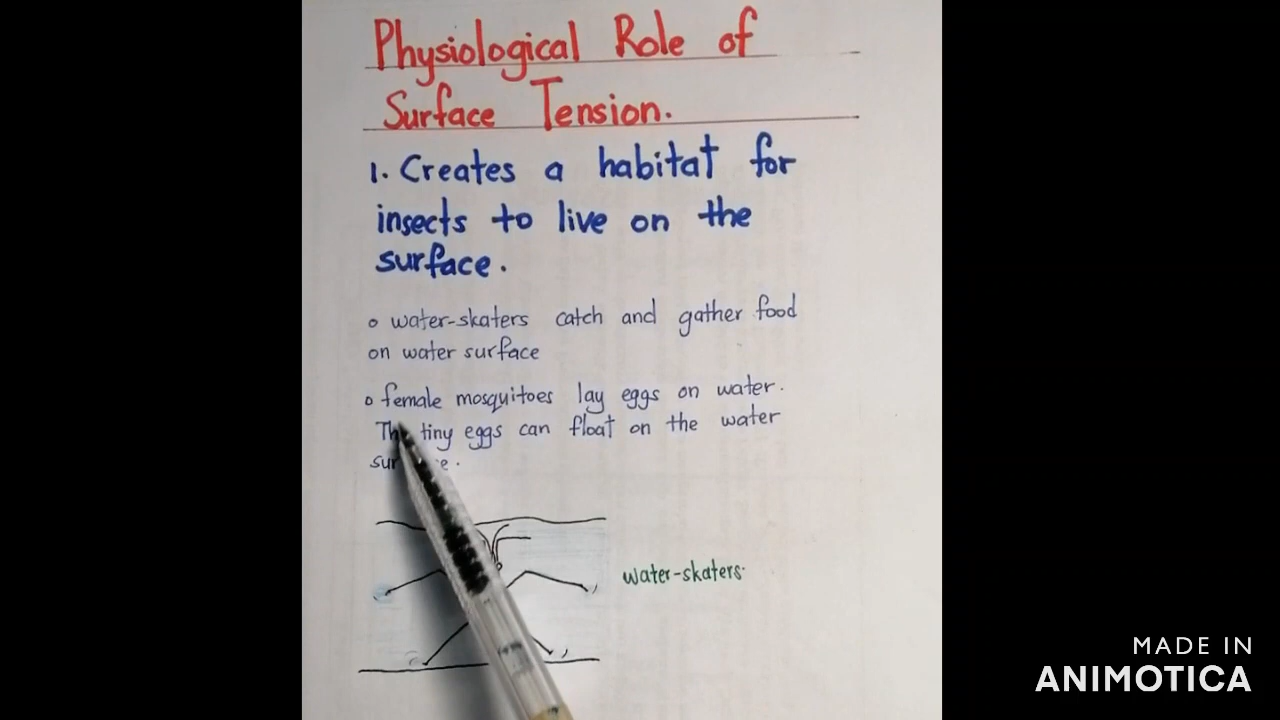 Physiological Role of
Surface Tension.
1. Creates a habitat for
insects to live on the
surface.
o water-skaters catch and gather food
on water surface
o female mosquitoes lay eggs on water.
tiny eggs can float on the water
water-skaters.
MADE IN
ANIMOTICA